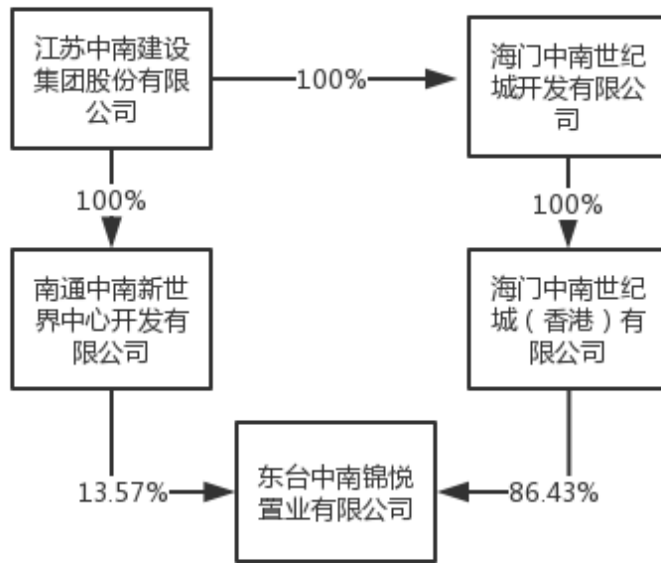 江苏中南建设
集团股份有限
公司
100%
海门中南世纪
城开发有限公
司
100%
100%
南通中南新世
界中心开发有
限公司
海门中南世纪
城（香港）有
限公司
13.57%
东台中南锦悦
置业有限公司
86.43%